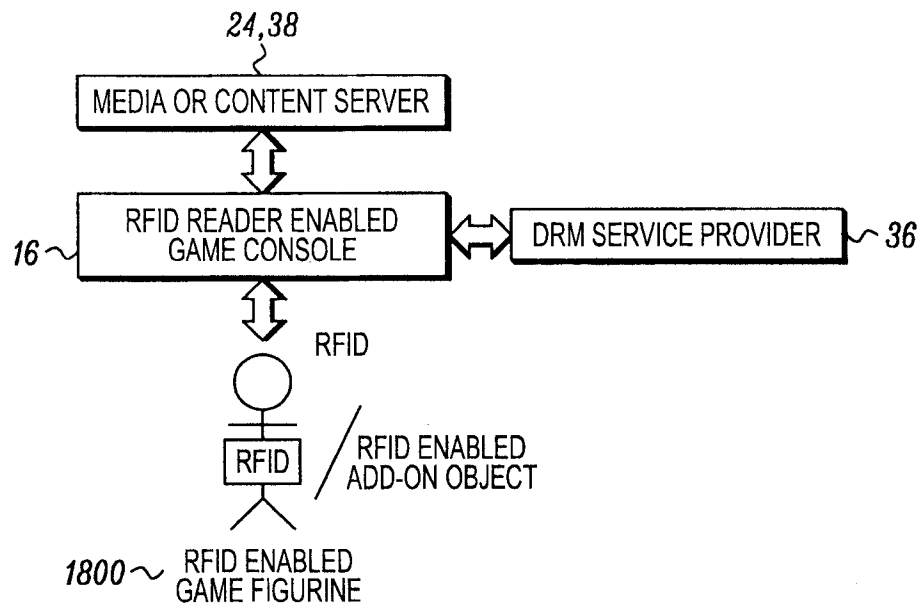 24,38
MEDIA OR CONTENT SERVER
16
RFID READER ENABLED
GAME CONSOLE
DRM SERVICE PROVIDER
36
RFID
RFID
RFID ENABLED
ADD-ON OBJECT
1800
RFID ENABLED
GAME FIGURINE